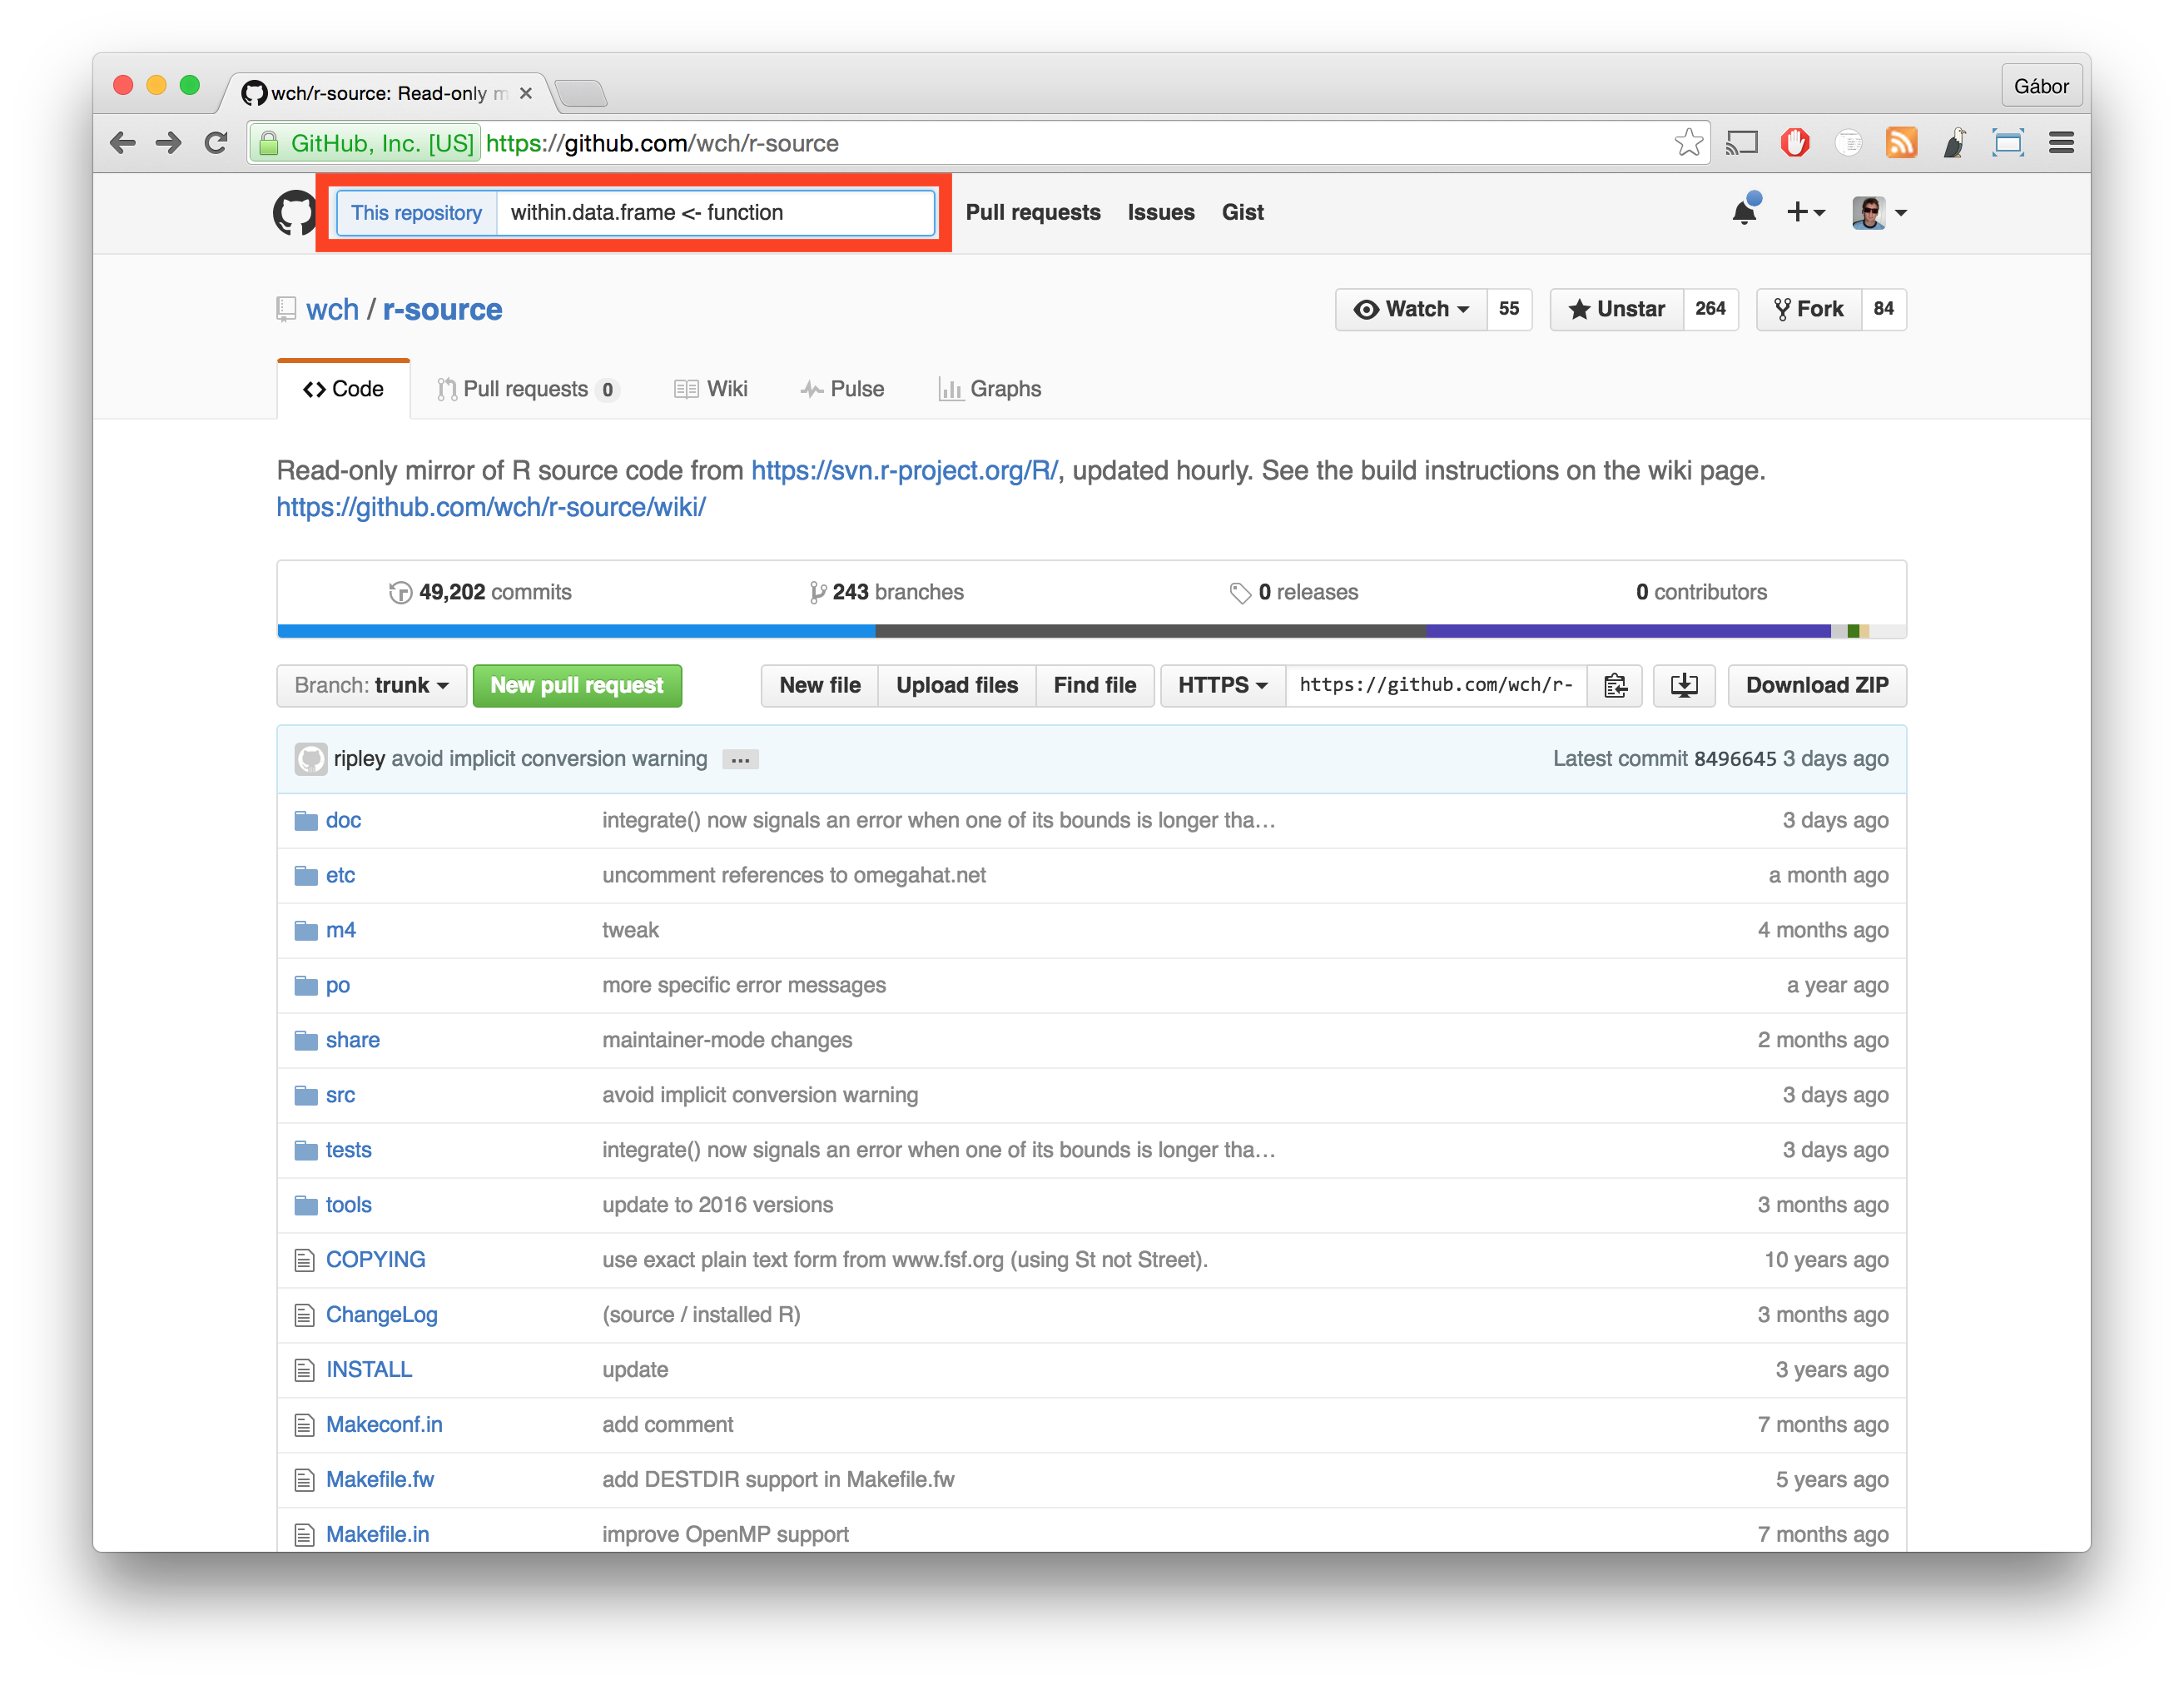 wch/r-source: Read-only m
Gábor
GitHub, Inc. [US] https://github.com/wch/r-source
This repository within.data.frame <- function Pull requests Issues Gist
wch / r-source Watch 55 Unstar 264 Fork 84
Code Pull requests 0 Wiki Pulse Graphs
Read-only mirror of R source code from https://svn.r-project.org/R/, updated hourly. See the build instructions on the wiki page.
https://github.com/wch/r-source/wiki/
49,202 commits 243 branches 0 releases 0 contributors
Branch: trunk New pull request New file Upload files Find file HTTPS https://github.com/wch/r- Download ZIP
ripley avoid implicit conversion warning ... Latest commit 8496645 3 days ago
doc integrate() now signals an error when one of its bounds is longer tha… 3 days ago
etc uncomment references to omegahat.net a month ago
m4 tweak 4 months ago
po more specific error messages a year ago
share maintainer-mode changes 2 months ago
src avoid implicit conversion warning 3 days ago
tests integrate() now signals an error when one of its bounds is longer tha… 3 days ago
tools update to 2016 versions 3 months ago
COPYING use exact plain text form from www.fsf.org (using St not Street). 10 years ago
ChangeLog (source / installed R) 3 months ago
INSTALL update 3 years ago
Makeconf.in add comment 7 months ago
Makefile.fw add DESTDIR support in Makefile.fw 5 years ago
Makefile.in improve OpenMP support 7 months ago